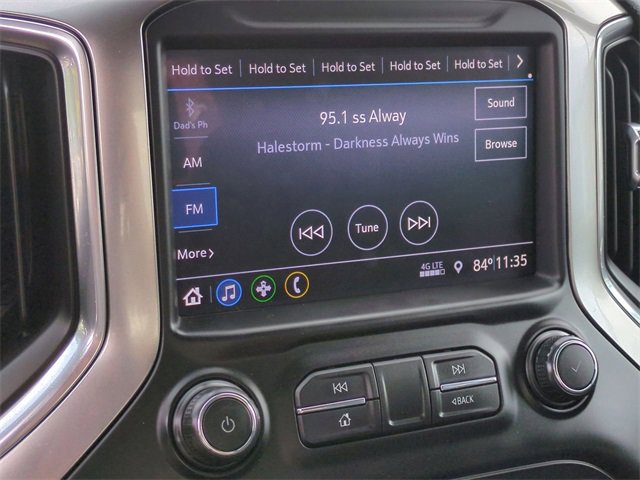 Hold to Set Hold to Set Hold to Set Hold to Set Hold to Set
Dad's Ph
95.1 ss Alway
Sound
Halestorm - Darkness Always Wins
Browse
AM
FM
Tune
More
4G LTE
84° 11:35
BACK